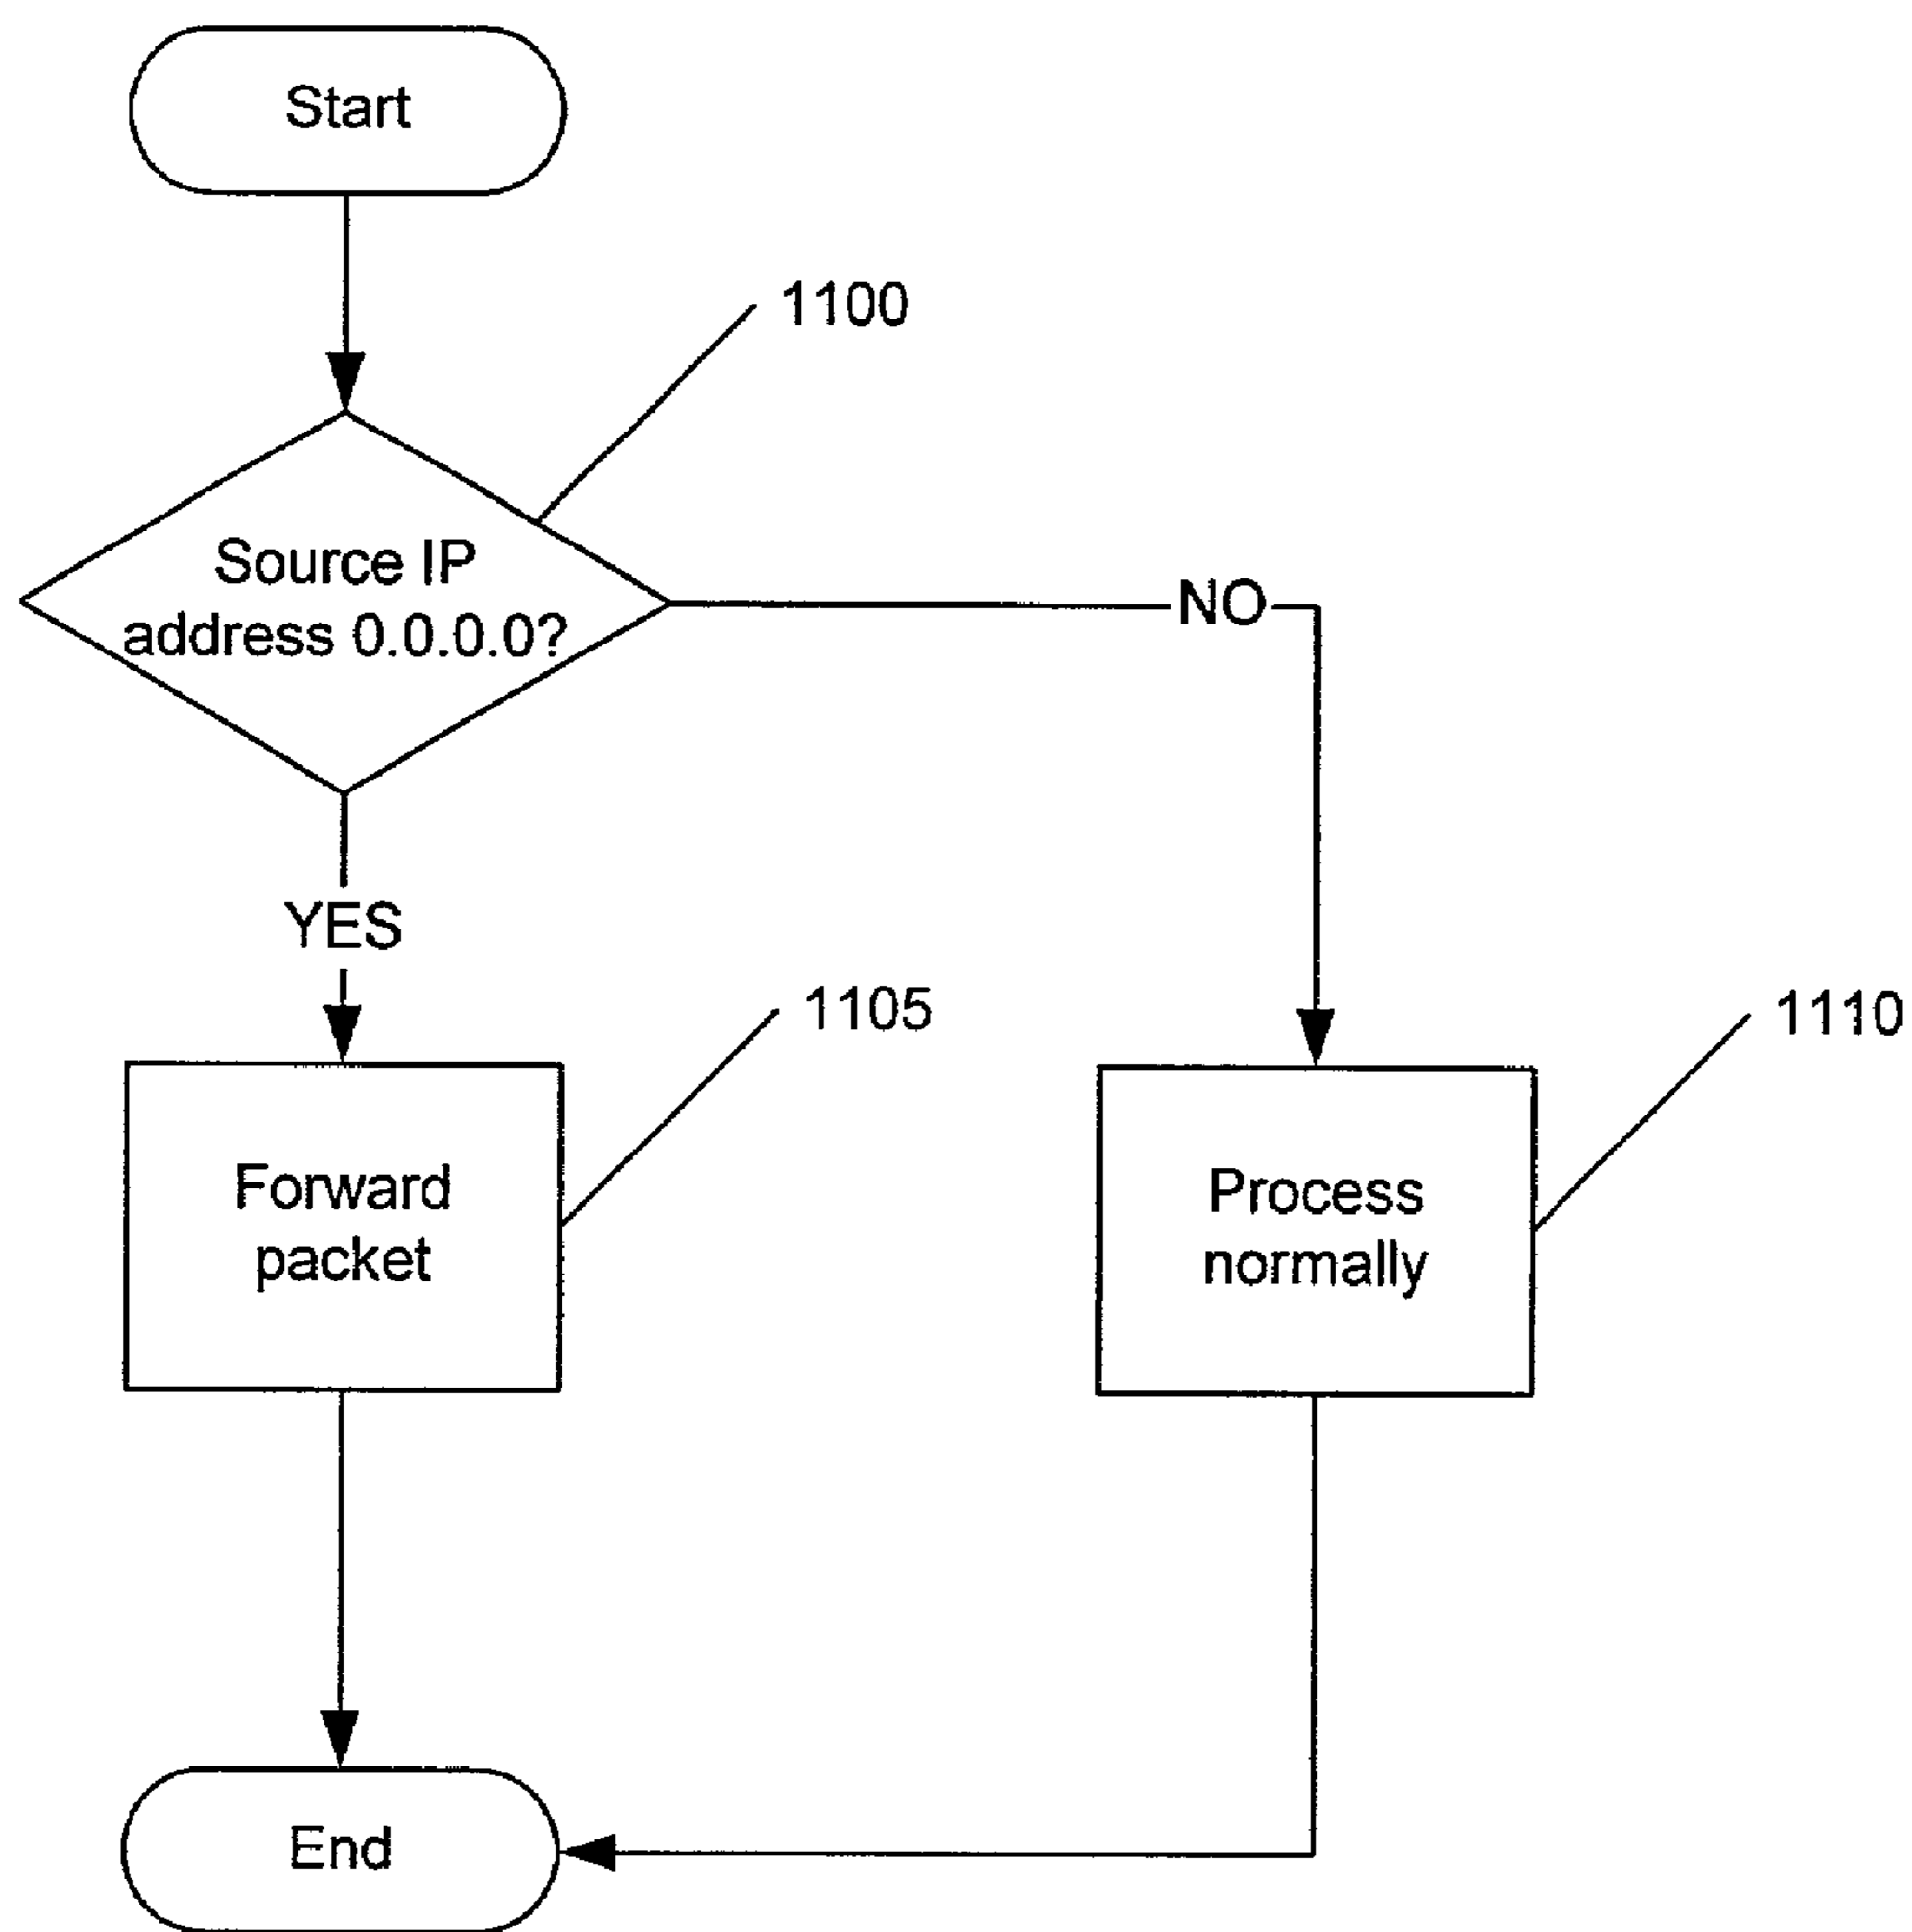 Start
1100
Source IP
address 0.0.0.0?
NO
YES
1105
1110
Forward
packet
Process
normally
End